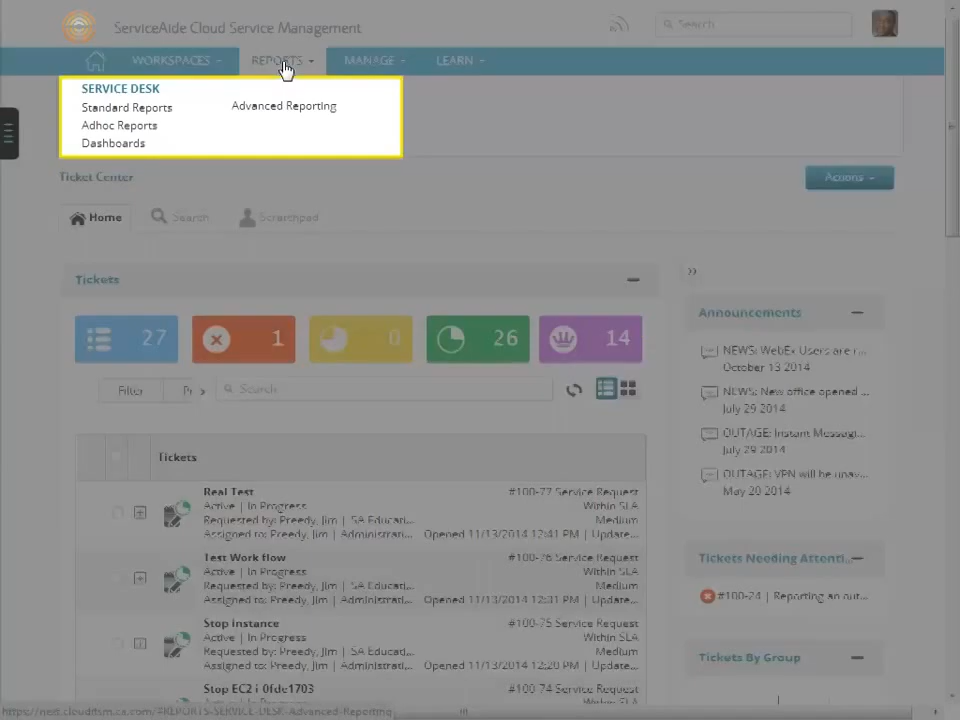 ServiceAide Cloud Service Management
Search
WORKSPACES
REPORTS
MANAGE
LEARN
SERVICE DESK
Standard Reports
Advanced Reporting
Adhoc Reports
Dashboards
Ticket Center
Actions
Home
Search
Scratchpad
Tickets
27
1
0
26
14
Filter
Pr
Search
Tickets
Real Test
#100-77 Service Request
Active | In Progress
Within SLA
Requested by: Preedy, Jim | SA Educati...
Medium
Assigned to: Preedy, Jim | Administrati...
Opened 11/13/2014 12:41 PM | Update...
Test Work flow
#100-76 Service Request
Active | In Progress
Within SLA
Requested by: Preedy, Jim | SA Educati...
Medium
Assigned to: Preedy, Jim | Administrati...
Opened 11/13/2014 12:31 PM | Update...
Stop instance
#100-75 Service Request
Active | In Progress
Within SLA
Requested by: Preedy, Jim | SA Educati...
Medium
Assigned to: Preedy, Jim | Administrati...
Opened 11/13/2014 12:20 PM | Update...
Stop EC2 i-0fde1703
#100-74 Service Request
Announcements
NEWS: WebEx Users are r...
October 13 2014
NEWS: New office opened ...
July 29 2014
OUTAGE: Instant Messagi...
July 29 2014
OUTAGE: VPN will be unav...
May 20 2014
Tickets Needing Attenti...
#100-24 | Reporting an out...
Tickets By Group